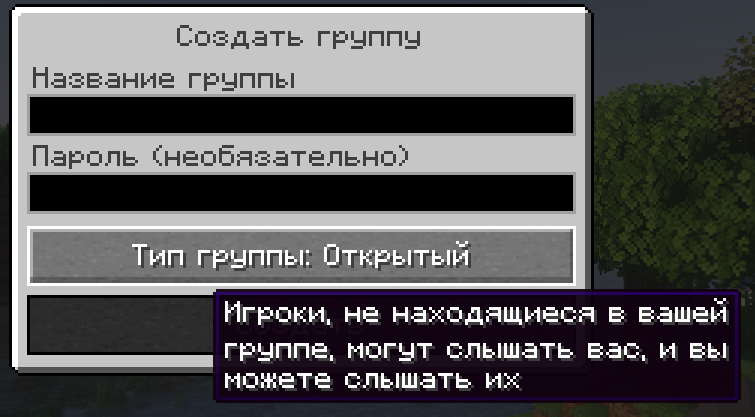 Создать группу
Название группы
Пароль (необязательно)
Тип группы: Открытый
Игроки, не находящиеся в вашей
группе, могут слышать вас, и вы
можете слышать их